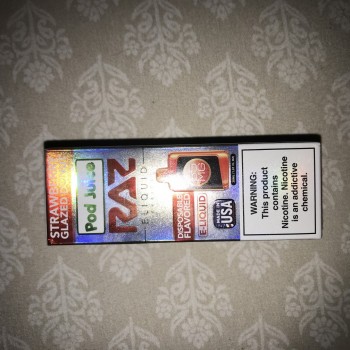 STRAWB
GLAZED
Pod Juice
RAZ
E-LIQUID
DISPOSABLE
FLAVORED
E-LIQUID
MADE IN
USA
WARNING:
This product
contains
Nicotine. Nicotine
is an addictive
chemical.